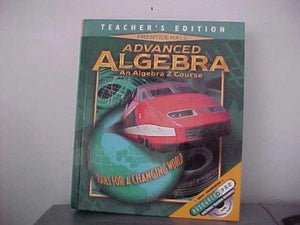 TEACHER'S EDITION
PRENTICE HALL
ADVANCED
ALGEBRA
An Algebra 2 Course
TOOLS FOR A CHANGING WORLD